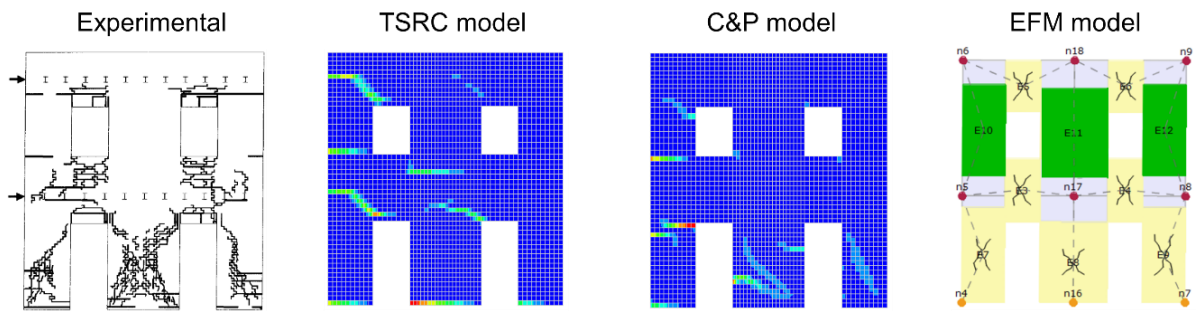 Experimental TSRC model C&P model EFM model
n6 n18 n9
E5 E6
E10 E11 E12
n5 E3 n17 E4 n8
E7 E8 E9
n4 n16 n7